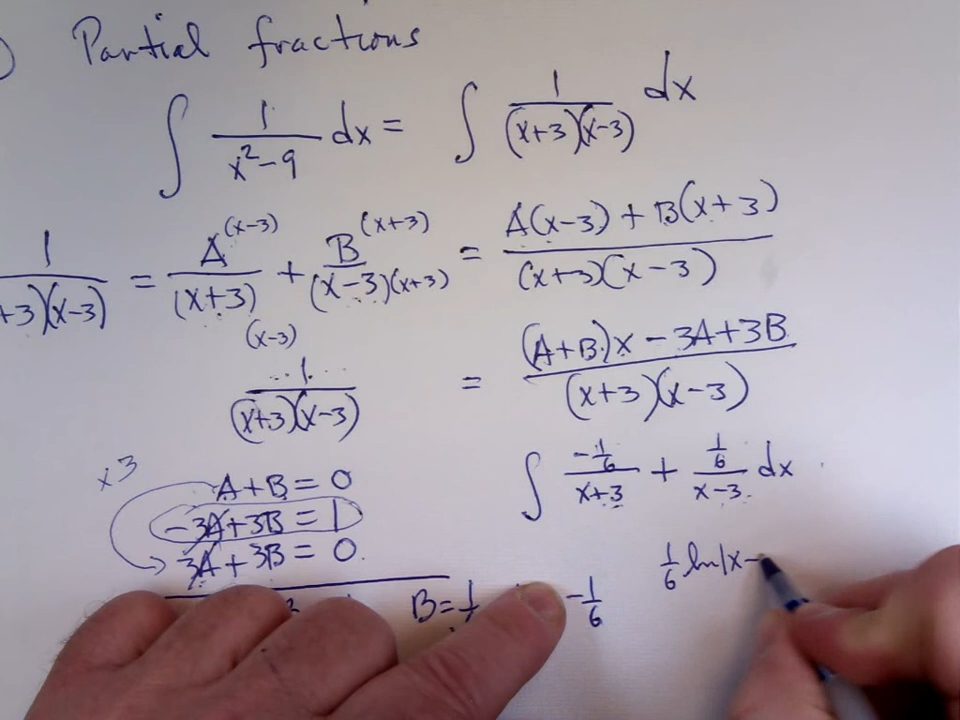 ) Partial fractions
∫ 1/(x²-9) dx = ∫ 1/((x+3)(x-3)) dx
1/(+3)(x-3) = A(x-3)/((x+3)(x-3)) + B(x+3)/((x-3)(x+3)) = (A(x-3) + B(x+3))/((x+3)(x-3))
1/((x+3)(x-3)) = ((A+B)x - 3A + 3B)/((x+3)(x-3))
∫ (-1/6)/(x+3) + (1/6)/(x-3) dx
x3
A+B = 0
-3A+3B = 1
3A+3B = 0
B = -1/6
1/6 ln|x-